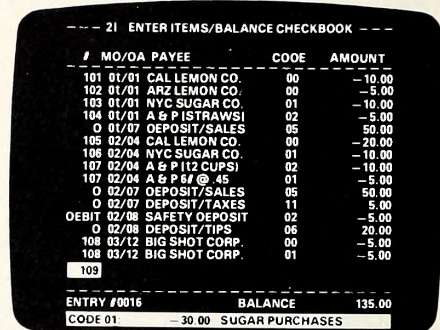 --- 2I ENTER ITEMS/BALANCE CHECKBOOK ---
# MO/OA PAYEE CODE AMOUNT
101 01/01 CAL LEMON CO. 00 -10.00
102 01/01 ARZ LEMON CO. 00 -5.00
103 01/01 NYC SUGAR CO. 01 -10.00
104 01/01 A & P ISTRAWSI 02 -5.00
O 01/07 OEPOSIT/SALES 05 50.00
105 02/04 CAL LEMON CO. 00 -20.00
106 02/04 NYC SUGAR CO. 01 -10.00
107 02/04 A & P [12 CUPS) 02 -10.00
107 02/04 A & P 6# @ .45 01 -5.00
O 02/07 OEPOSIT/SALES 05 50.00
O 02/07 DEPOSIT/TAXES 11 5.00
OEBIT 02/08 SAFETY OEPOSIT 02 -5.00
O 02/08 DEPOSIT/TIPS 06 20.00
108 03/12 BIG SHOT CORP. 00 -5.00
108 03/12 BIG SHOT CORP. 01 -5.00
109
ENTRY #0016 BALANCE 135.00
CODE 01: -30.00 SUGAR PURCHASES